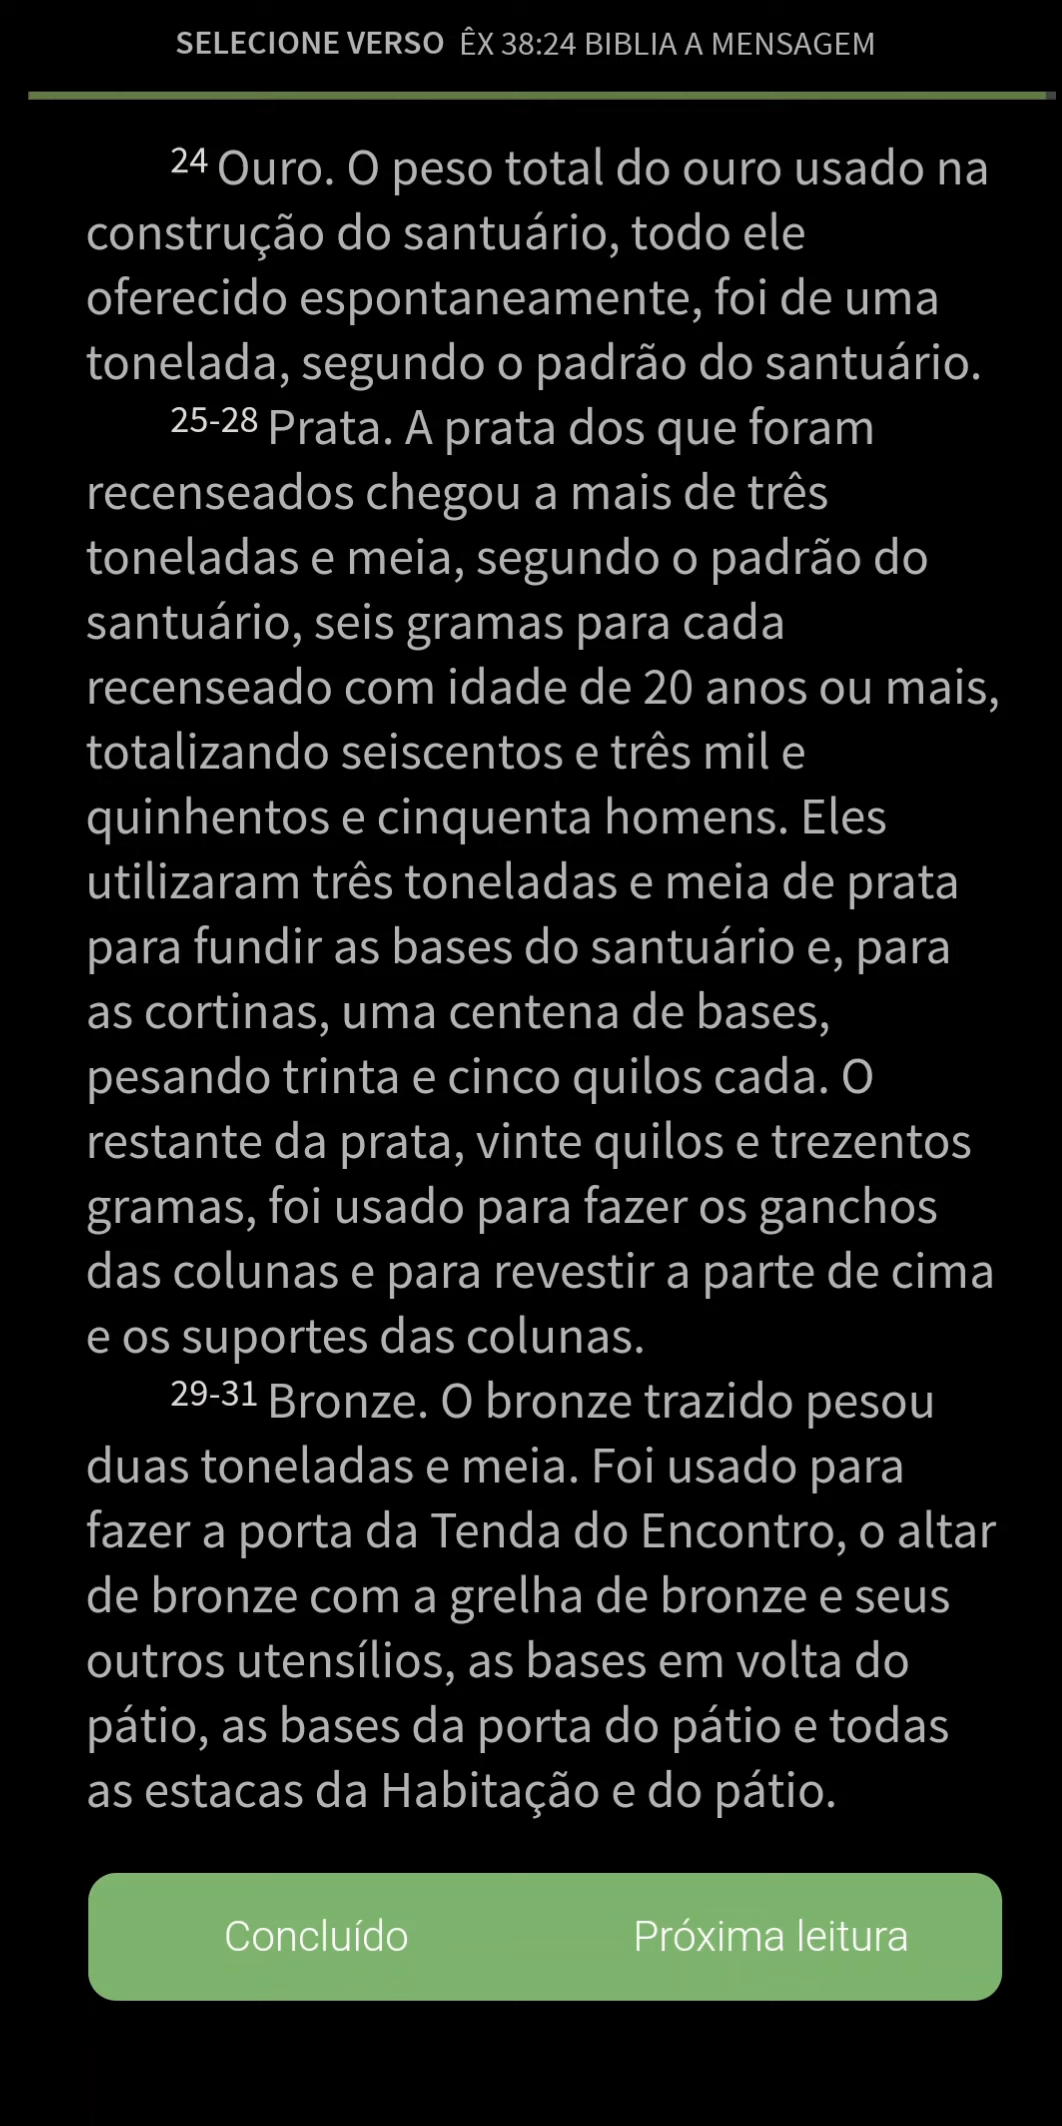 SELECIONE VERSO ÊX 38:24 BIBLIA A MENSAGEM
24 Ouro. O peso total do ouro usado na
construção do santuário, todo ele
oferecido espontaneamente, foi de uma
tonelada, segundo o padrão do santuário.
25-28 Prata. A prata dos que foram
recenseados chegou a mais de três
toneladas e meia, segundo o padrão do
santuário, seis gramas para cada
recenseado com idade de 20 anos ou mais,
totalizando seiscentos e três mil e
quinhentos e cinquenta homens. Eles
utilizaram três toneladas e meia de prata
para fundir as bases do santuário e, para
as cortinas, uma centena de bases,
pesando trinta e cinco quilos cada. O
restante da prata, vinte quilos e trezentos
gramas, foi usado para fazer os ganchos
das colunas e para revestir a parte de cima
e os suportes das colunas.
29-31 Bronze. O bronze trazido pesou
duas toneladas e meia. Foi usado para
fazer a porta da Tenda do Encontro, o altar
de bronze com a grelha de bronze e seus
outros utensílios, as bases em volta do
pátio, as bases da porta do pátio e todas
as estacas da Habitação e do pátio.
Concluído Próxima leitura